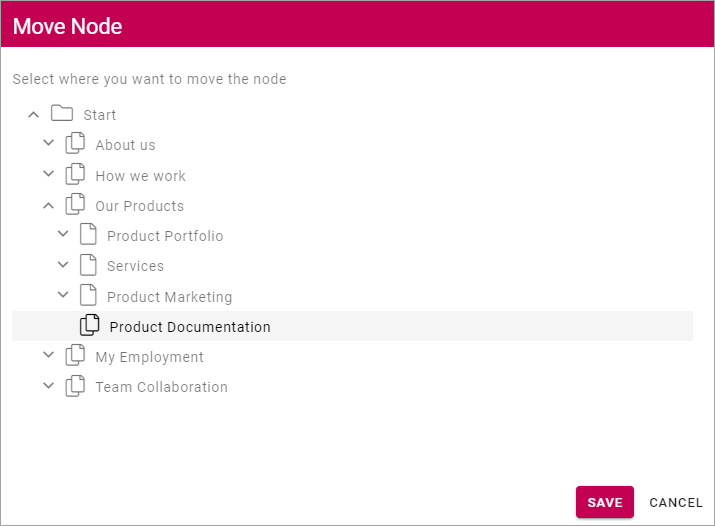 Move Node
Select where you want to move the node
Start
About us
How we work
Our Products
Product Portfolio
Services
Product Marketing
Product Documentation
My Employment
Team Collaboration
SAVE CANCEL